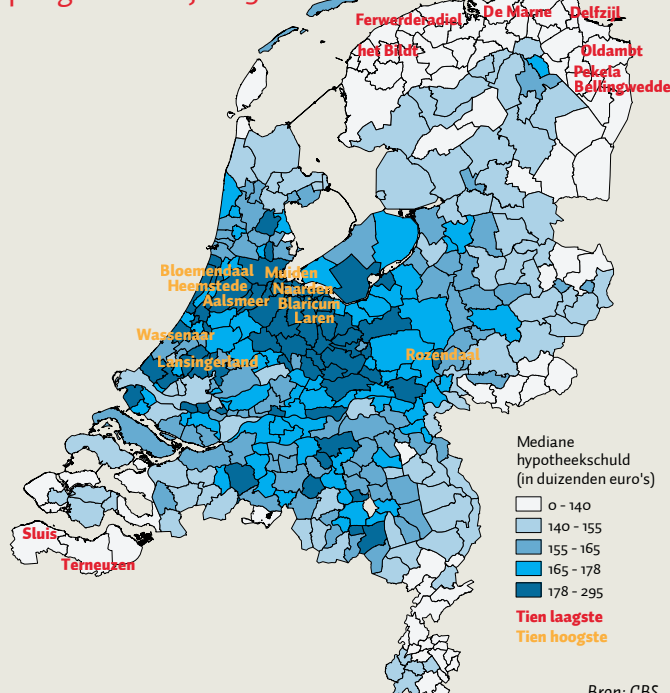 Ferwerderadiel
De Marne
Delfzijl
het Bildt
Oldambt
Pekela
Bellingwedde
Bloemendaal
Muiden
Heemstede
Naarden
Aalsmeer
Blaricum
Laren
Wassenaar
Lansingerland
Rozendaal
Mediane
hypotheekschuld
(in duizenden euro's)
0 - 140
140 - 155
155 - 165
165 - 178
178 - 295
Tien laagste
Tien hoogste
Sluis
Terneuzen
Bron: CBS